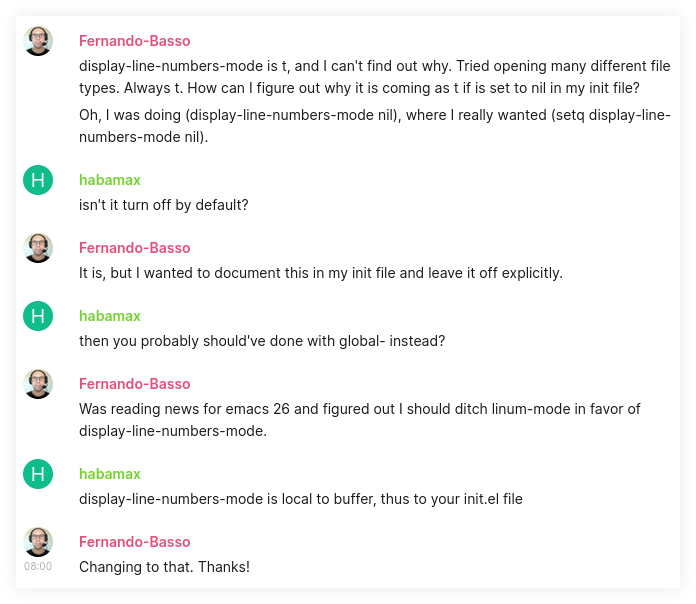 Fernando-Basso
display-line-numbers-mode is t, and I can't find out why. Tried opening many different file
types. Always t. How can I figure out why it is coming as t if is set to nil in my init file?
Oh, I was doing (display-line-numbers-mode nil), where I really wanted (setq display-line-
numbers-mode nil).
H
habamax
isn't it turn off by default?
Fernando-Basso
It is, but I wanted to document this in my init file and leave it off explicitly.
H
habamax
then you probably should've done with global- instead?
Fernando-Basso
Was reading news for emacs 26 and figured out I should ditch linum-mode in favor of
display-line-numbers-mode.
H
habamax
display-line-numbers-mode is local to buffer, thus to your init.el file
Fernando-Basso
08:00
Changing to that. Thanks!